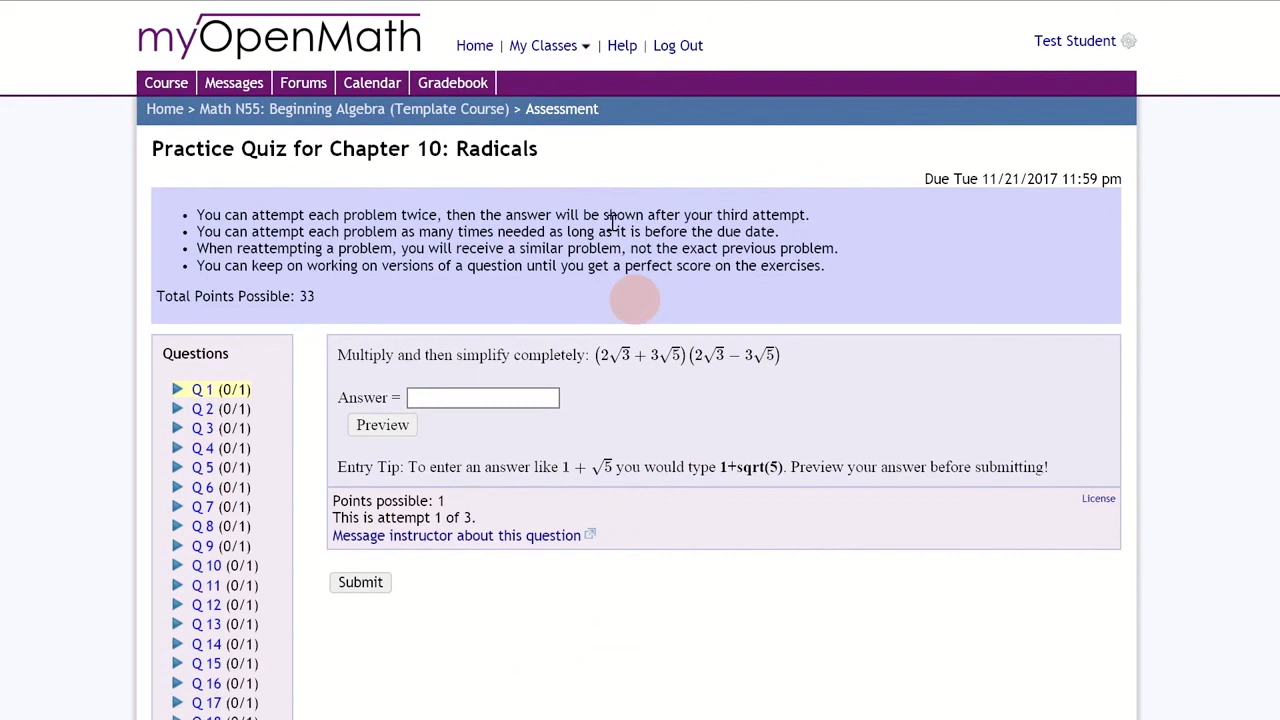 myOpenMath
Home | My Classes | Help | Log Out
Test Student
Course Messages Forums Calendar Gradebook
Home > Math N55: Beginning Algebra (Template Course) > Assessment
Practice Quiz for Chapter 10: Radicals
Due Tue 11/21/2017 11:59 pm
• You can attempt each problem twice, then the answer will be shown after your third attempt.
• You can attempt each problem as many times needed as long as it is before the due date.
• When reattempting a problem, you will receive a similar problem, not the exact previous problem.
• You can keep on working on versions of a question until you get a perfect score on the exercises.
Total Points Possible: 33
Questions
Q 1 (0/1)
Q 2 (0/1)
Q 3 (0/1)
Q 4 (0/1)
Q 5 (0/1)
Q 6 (0/1)
Q 7 (0/1)
Q 8 (0/1)
Q 9 (0/1)
Q 10 (0/1)
Q 11 (0/1)
Q 12 (0/1)
Q 13 (0/1)
Q 14 (0/1)
Q 15 (0/1)
Q 16 (0/1)
Q 17 (0/1)
Multiply and then simplify completely: (2√3 + 3√5)(2√3 − 3√5)
Answer =
Preview
Entry Tip: To enter an answer like 1 + √5 you would type 1+sqrt(5). Preview your answer before submitting!
Points possible: 1
License
This is attempt 1 of 3.
Message instructor about this question
Submit